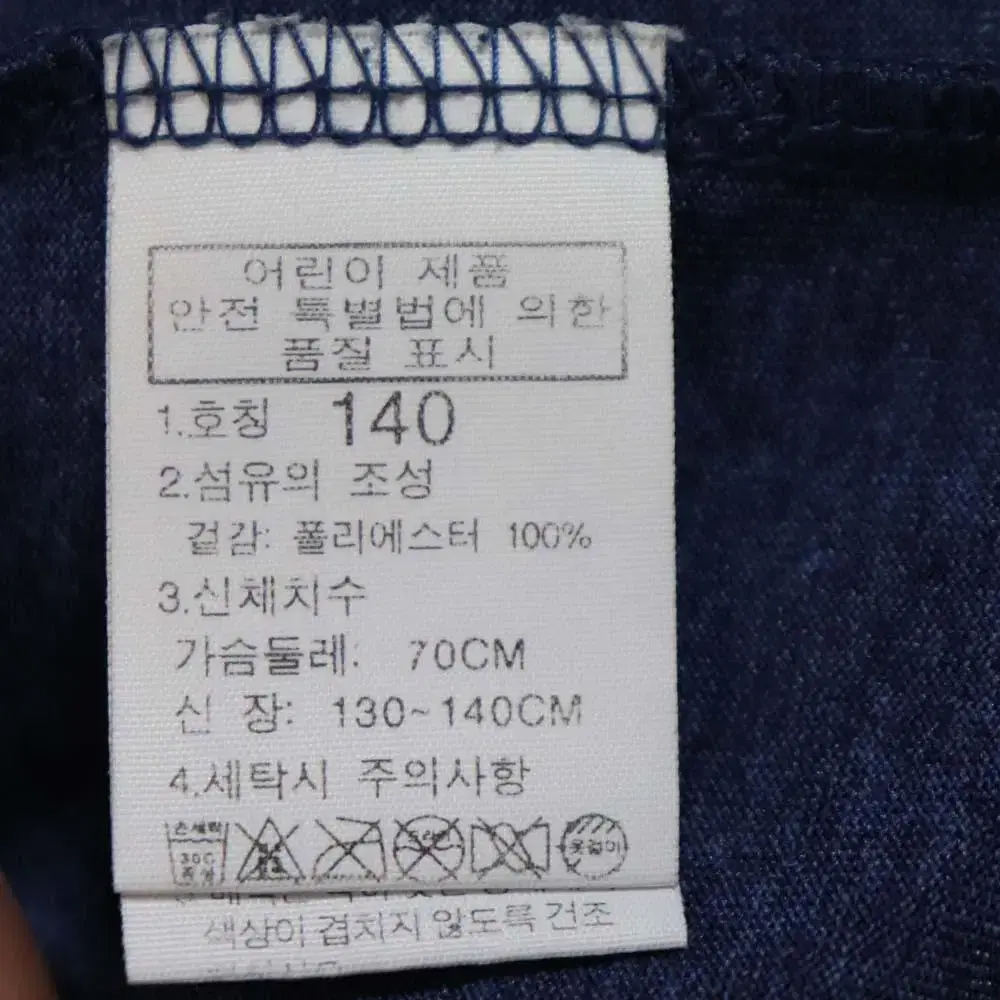 어린이 제품
안전 특별법에 의한
품질 표시
1.호칭 140
2.섬유의 조성
겉감: 폴리에스터 100%
3.신체치수
가슴둘레: 70CM
신 장: 130~140CM
4.세탁시 주의사항
손세탁
30C
중성
드라이
옷걸이
색상이 겹치지 않도록 건조